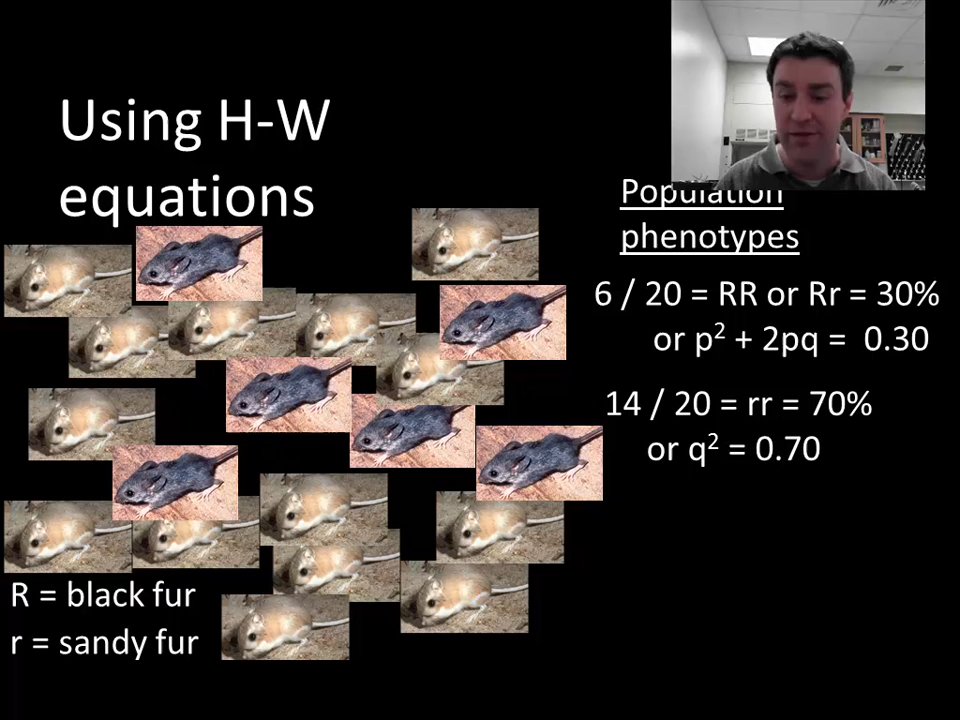 Using H-W
equations
Population
phenotypes
6 / 20 = RR or Rr = 30%
or p² + 2pq = 0.30
14 / 20 = rr = 70%
or q² = 0.70
R = black fur
r = sandy fur